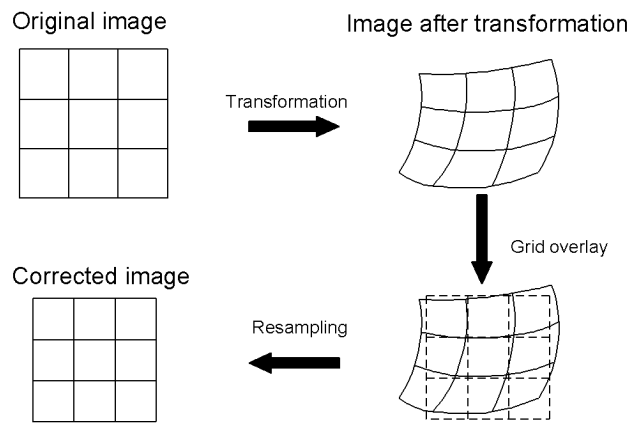 Original image
Image after transformation
Transformation
Grid overlay
Corrected image
Resampling